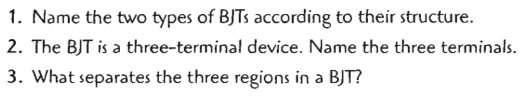 1. Name the two types of BJTs according to their structure.
2. The BJT is a three-terminal device. Name the three terminals.
3. What separates the three regions in a BJT?